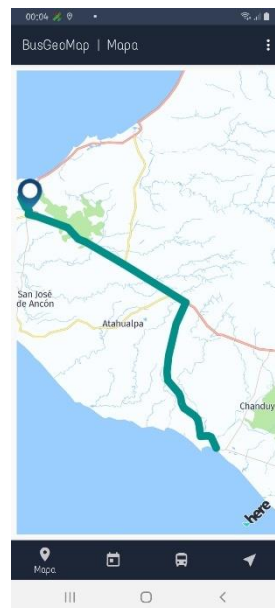 00:04
BusGeoMap | Mapa
San José
de Ancón
Atahualpa
Chanduy
here
Mapa